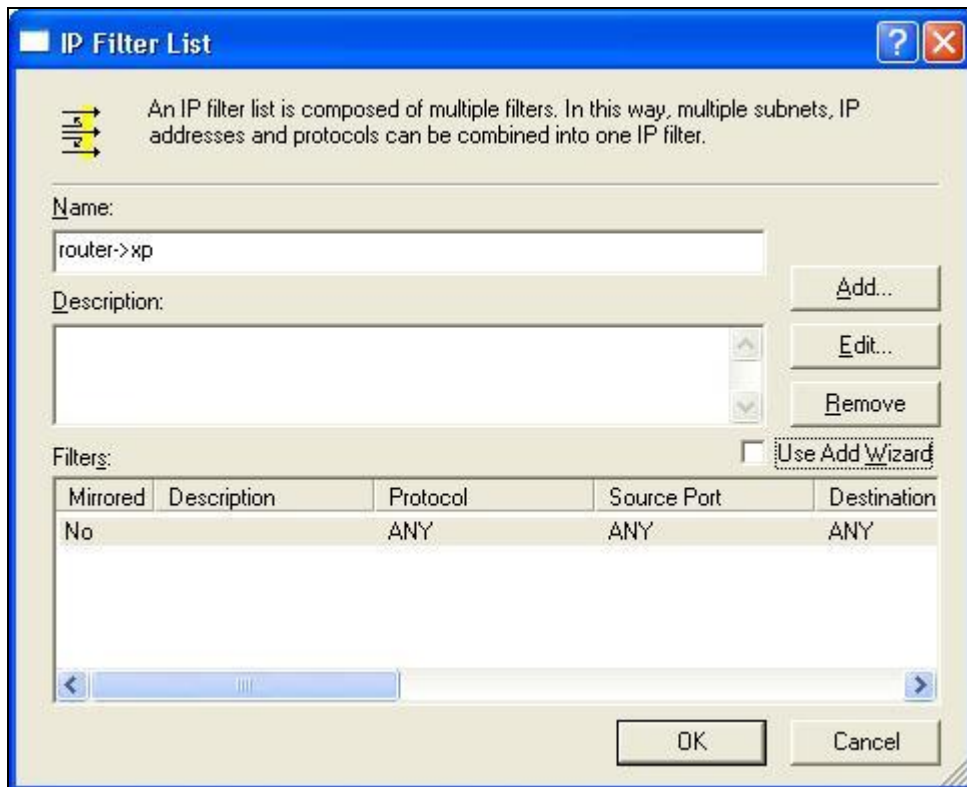 IP Filter List
An IP filter list is composed of multiple filters. In this way, multiple subnets, IP
addresses and protocols can be combined into one IP filter.
Name:
router->xp
Add...
Description:
Edit...
Remove
Filters:
Use Add Wizard
Mirrored Description Protocol Source Port Destination
No ANY ANY ANY
OK Cancel